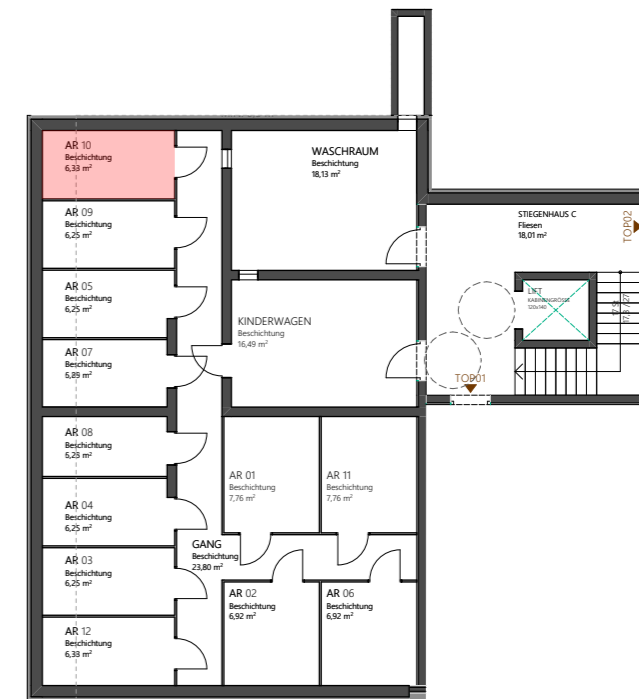 AR 10
Beschichtung
6,33 m²
WASCHRAUM
Beschichtung
18,13 m²
AR 09
Beschichtung
6,25 m²
STIEGENHAUS C
Fliesen
18,01 m²
TOP02
AR 05
Beschichtung
6,25 m²
LIFT
KABINENGRÖSSE
120x140
KINDERWAGEN
Beschichtung
16,49 m²
AR 07
Beschichtung
6,25 m²
TOP01
AR 08
Beschichtung
6,25 m²
AR 01
Beschichtung
7,76 m²
AR 11
Beschichtung
7,76 m²
AR 04
Beschichtung
6,25 m²
GANG
Beschichtung
23,80 m²
AR 03
Beschichtung
6,25 m²
AR 02
Beschichtung
6,92 m²
AR 06
Beschichtung
6,92 m²
AR 12
Beschichtung
6,33 m²